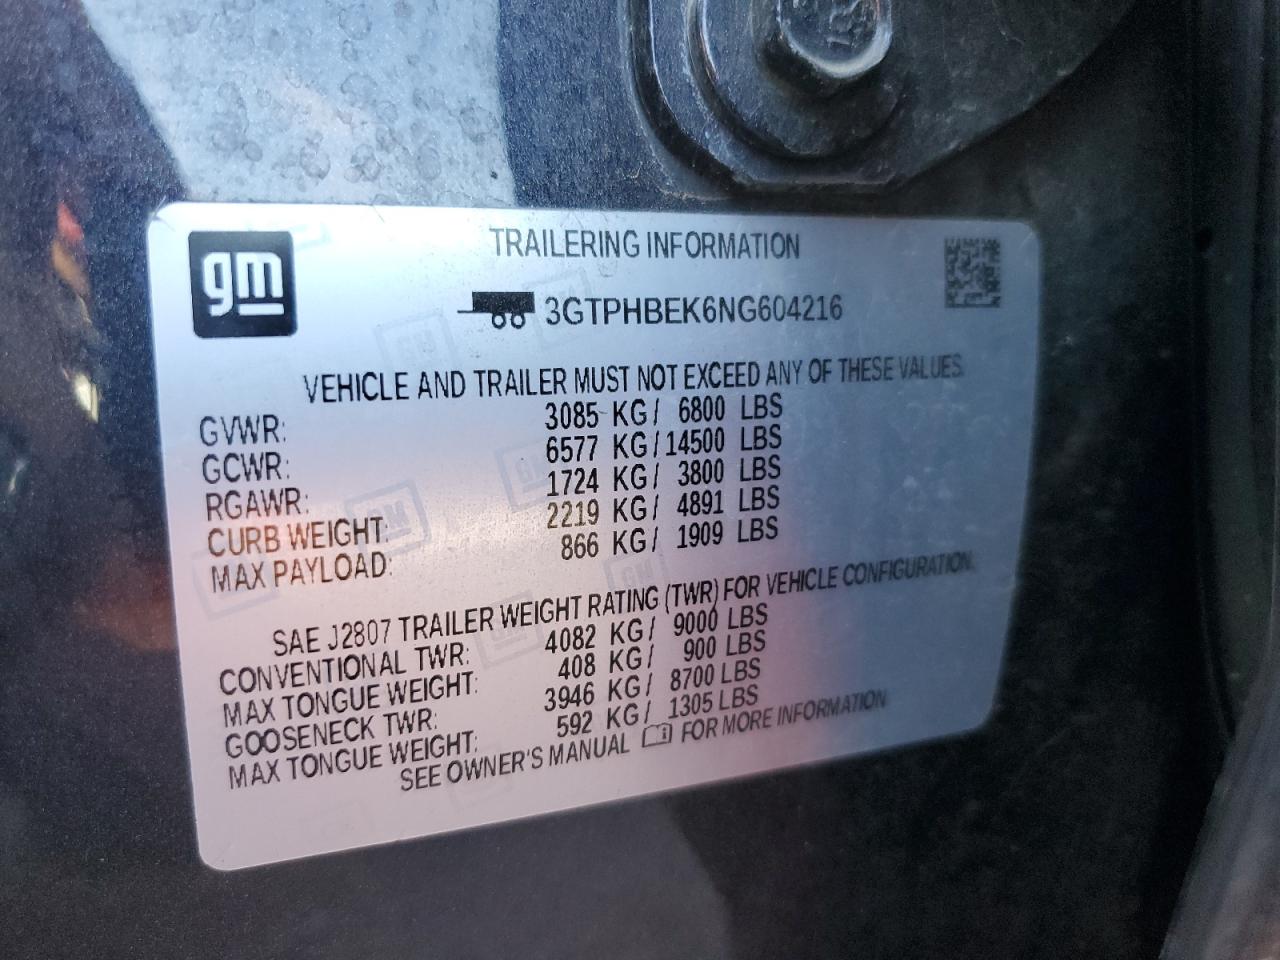 gm
TRAILERING INFORMATION
3GTPHBEK6NG604216
VEHICLE AND TRAILER MUST NOT EXCEED ANY OF THESE VALUES.
GVWR: 3085 KG/ 6800 LBS
GCWR: 6577 KG/14500 LBS
RGAWR: 1724 KG/ 3800 LBS
CURB WEIGHT: 2219 KG/ 4891 LBS
MAX PAYLOAD: 866 KG/ 1909 LBS
SAE J2807 TRAILER WEIGHT RATING (TWR) FOR VEHICLE CONFIGURATION.
CONVENTIONAL TWR: 4082 KG/ 9000 LBS
MAX TONGUE WEIGHT: 408 KG/ 900 LBS
GOOSENECK TWR: 3946 KG/ 8700 LBS
MAX TONGUE WEIGHT: 592 KG/ 1305 LBS
SEE OWNER'S MANUAL i FOR MORE INFORMATION